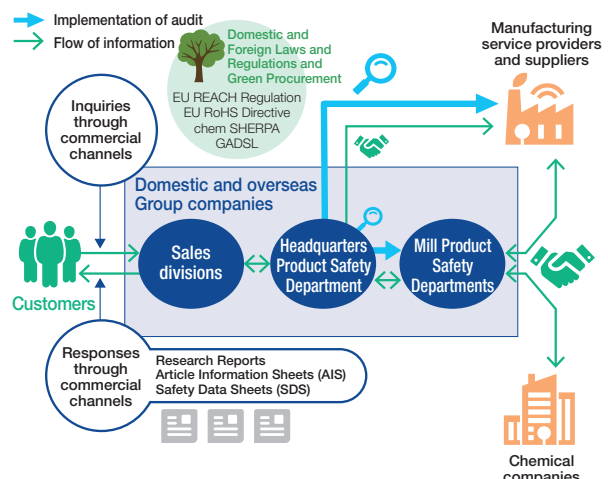 Implementation of audit
Flow of information
Domestic and
Foreign Laws and
Regulations and
Green Procurement
EU REACH Regulation
EU RoHS Directive
chem SHERPA
GADSL
Manufacturing
service providers
and suppliers
Inquiries
through
commercial
channels
Domestic and overseas
Group companies
Customers
Sales
divisions
Headquarters
Product Safety
Department
Mill Product
Safety
Departments
Responses
through
commercial
channels
Research Reports
Article Information Sheets (AIS)
Safety Data Sheets (SDS)
Chemical
companies